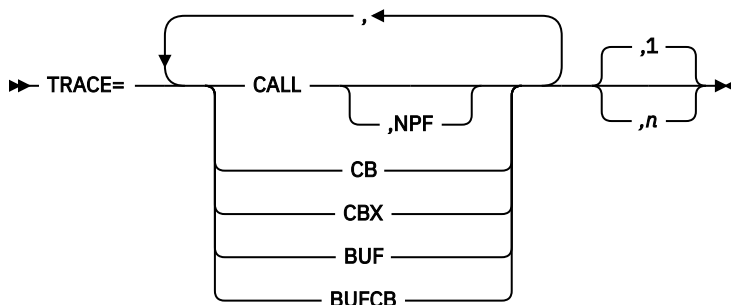 ,
TRACE= CALL ,1
,NPF ,n
CB
CBX
BUF
BUFCB